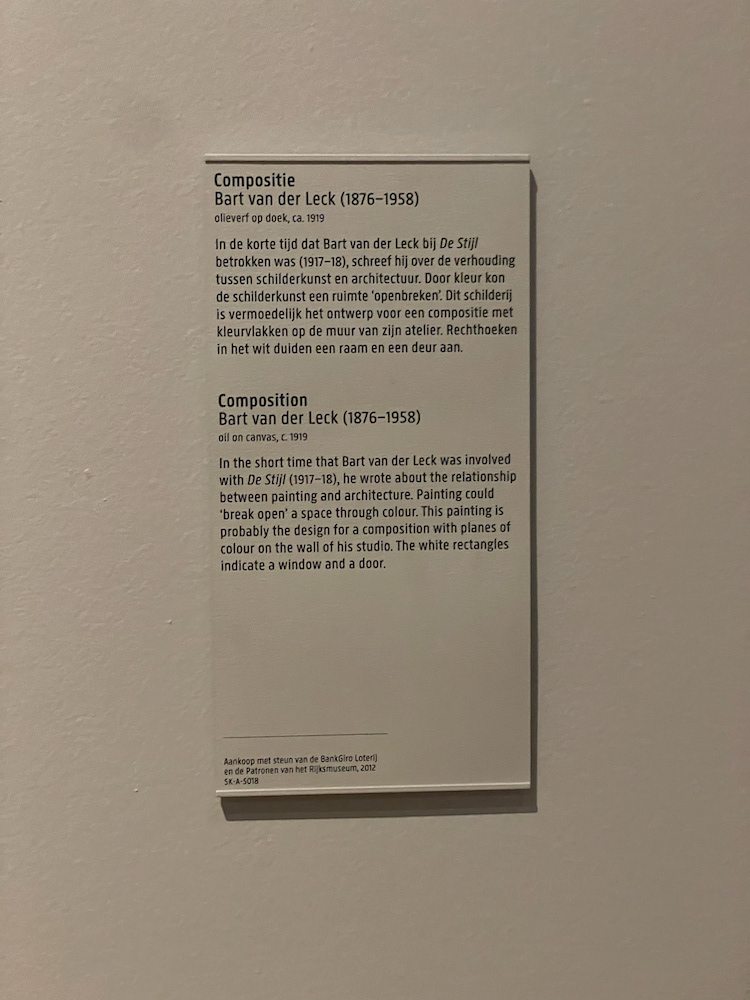 Compositie
Bart van der Leck (1876–1958)
olieverf op doek, ca. 1919
In de korte tijd dat Bart van der Leck bij De Stijl
betrokken was (1917–18), schreef hij over de verhouding
tussen schilderkunst en architectuur. Door kleur kon
de schilderkunst een ruimte ‘openbreken’. Dit schilderij
is vermoedelijk het ontwerp voor een compositie met
kleurvlakken op de muur van zijn atelier. Rechthoeken
in het wit duiden een raam en een deur aan.
Composition
Bart van der Leck (1876–1958)
oil on canvas, c. 1919
In the short time that Bart van der Leck was involved
with De Stijl (1917–18), he wrote about the relationship
between painting and architecture. Painting could
‘break open’ a space through colour. This painting is
probably the design for a composition with planes of
colour on the wall of his studio. The white rectangles
indicate a window and a door.
Aankoop met steun van de BankGiro Loterij
en de Patronen van het Rijksmuseum, 2012
SK-A-5018